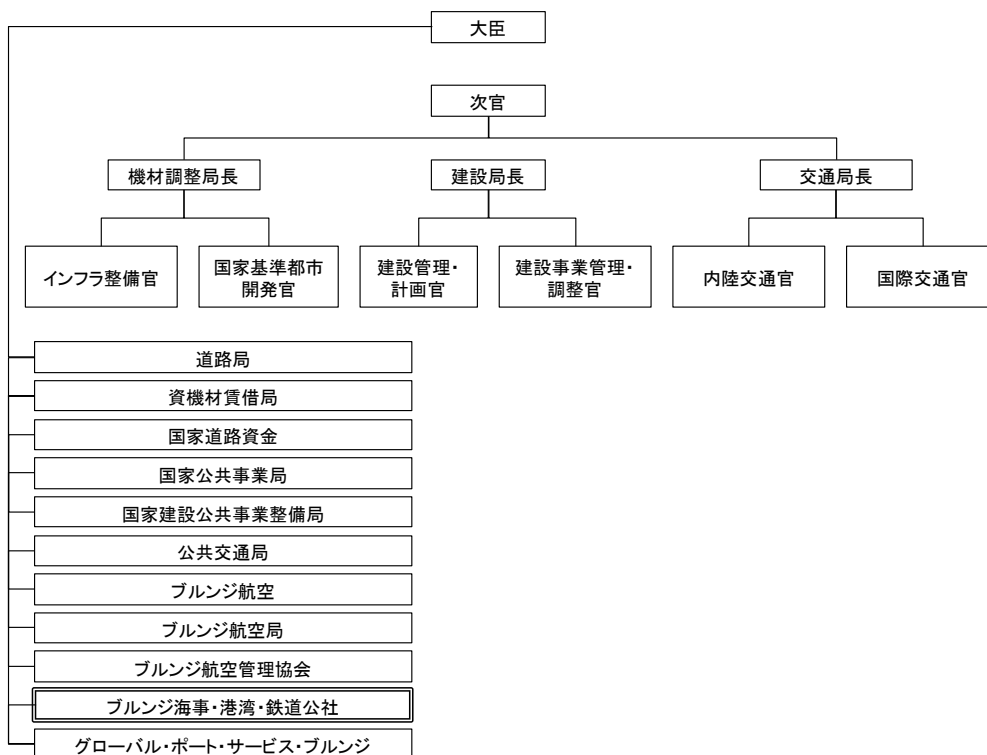 大臣
次官
機材調整局長
建設局長
交通局長
インフラ整備官
国家基準都市
開発官
建設管理・
計画官
建設事業管理・
調整官
内陸交通官
国際交通官
道路局
資機材賃借局
国家道路資金
国家公共事業局
国家建設公共事業整備局
公共交通局
ブルンジ航空
ブルンジ航空局
ブルンジ航空管理協会
ブルンジ海事・港湾・鉄道公社
グローバル・ポート・サービス・ブルンジ